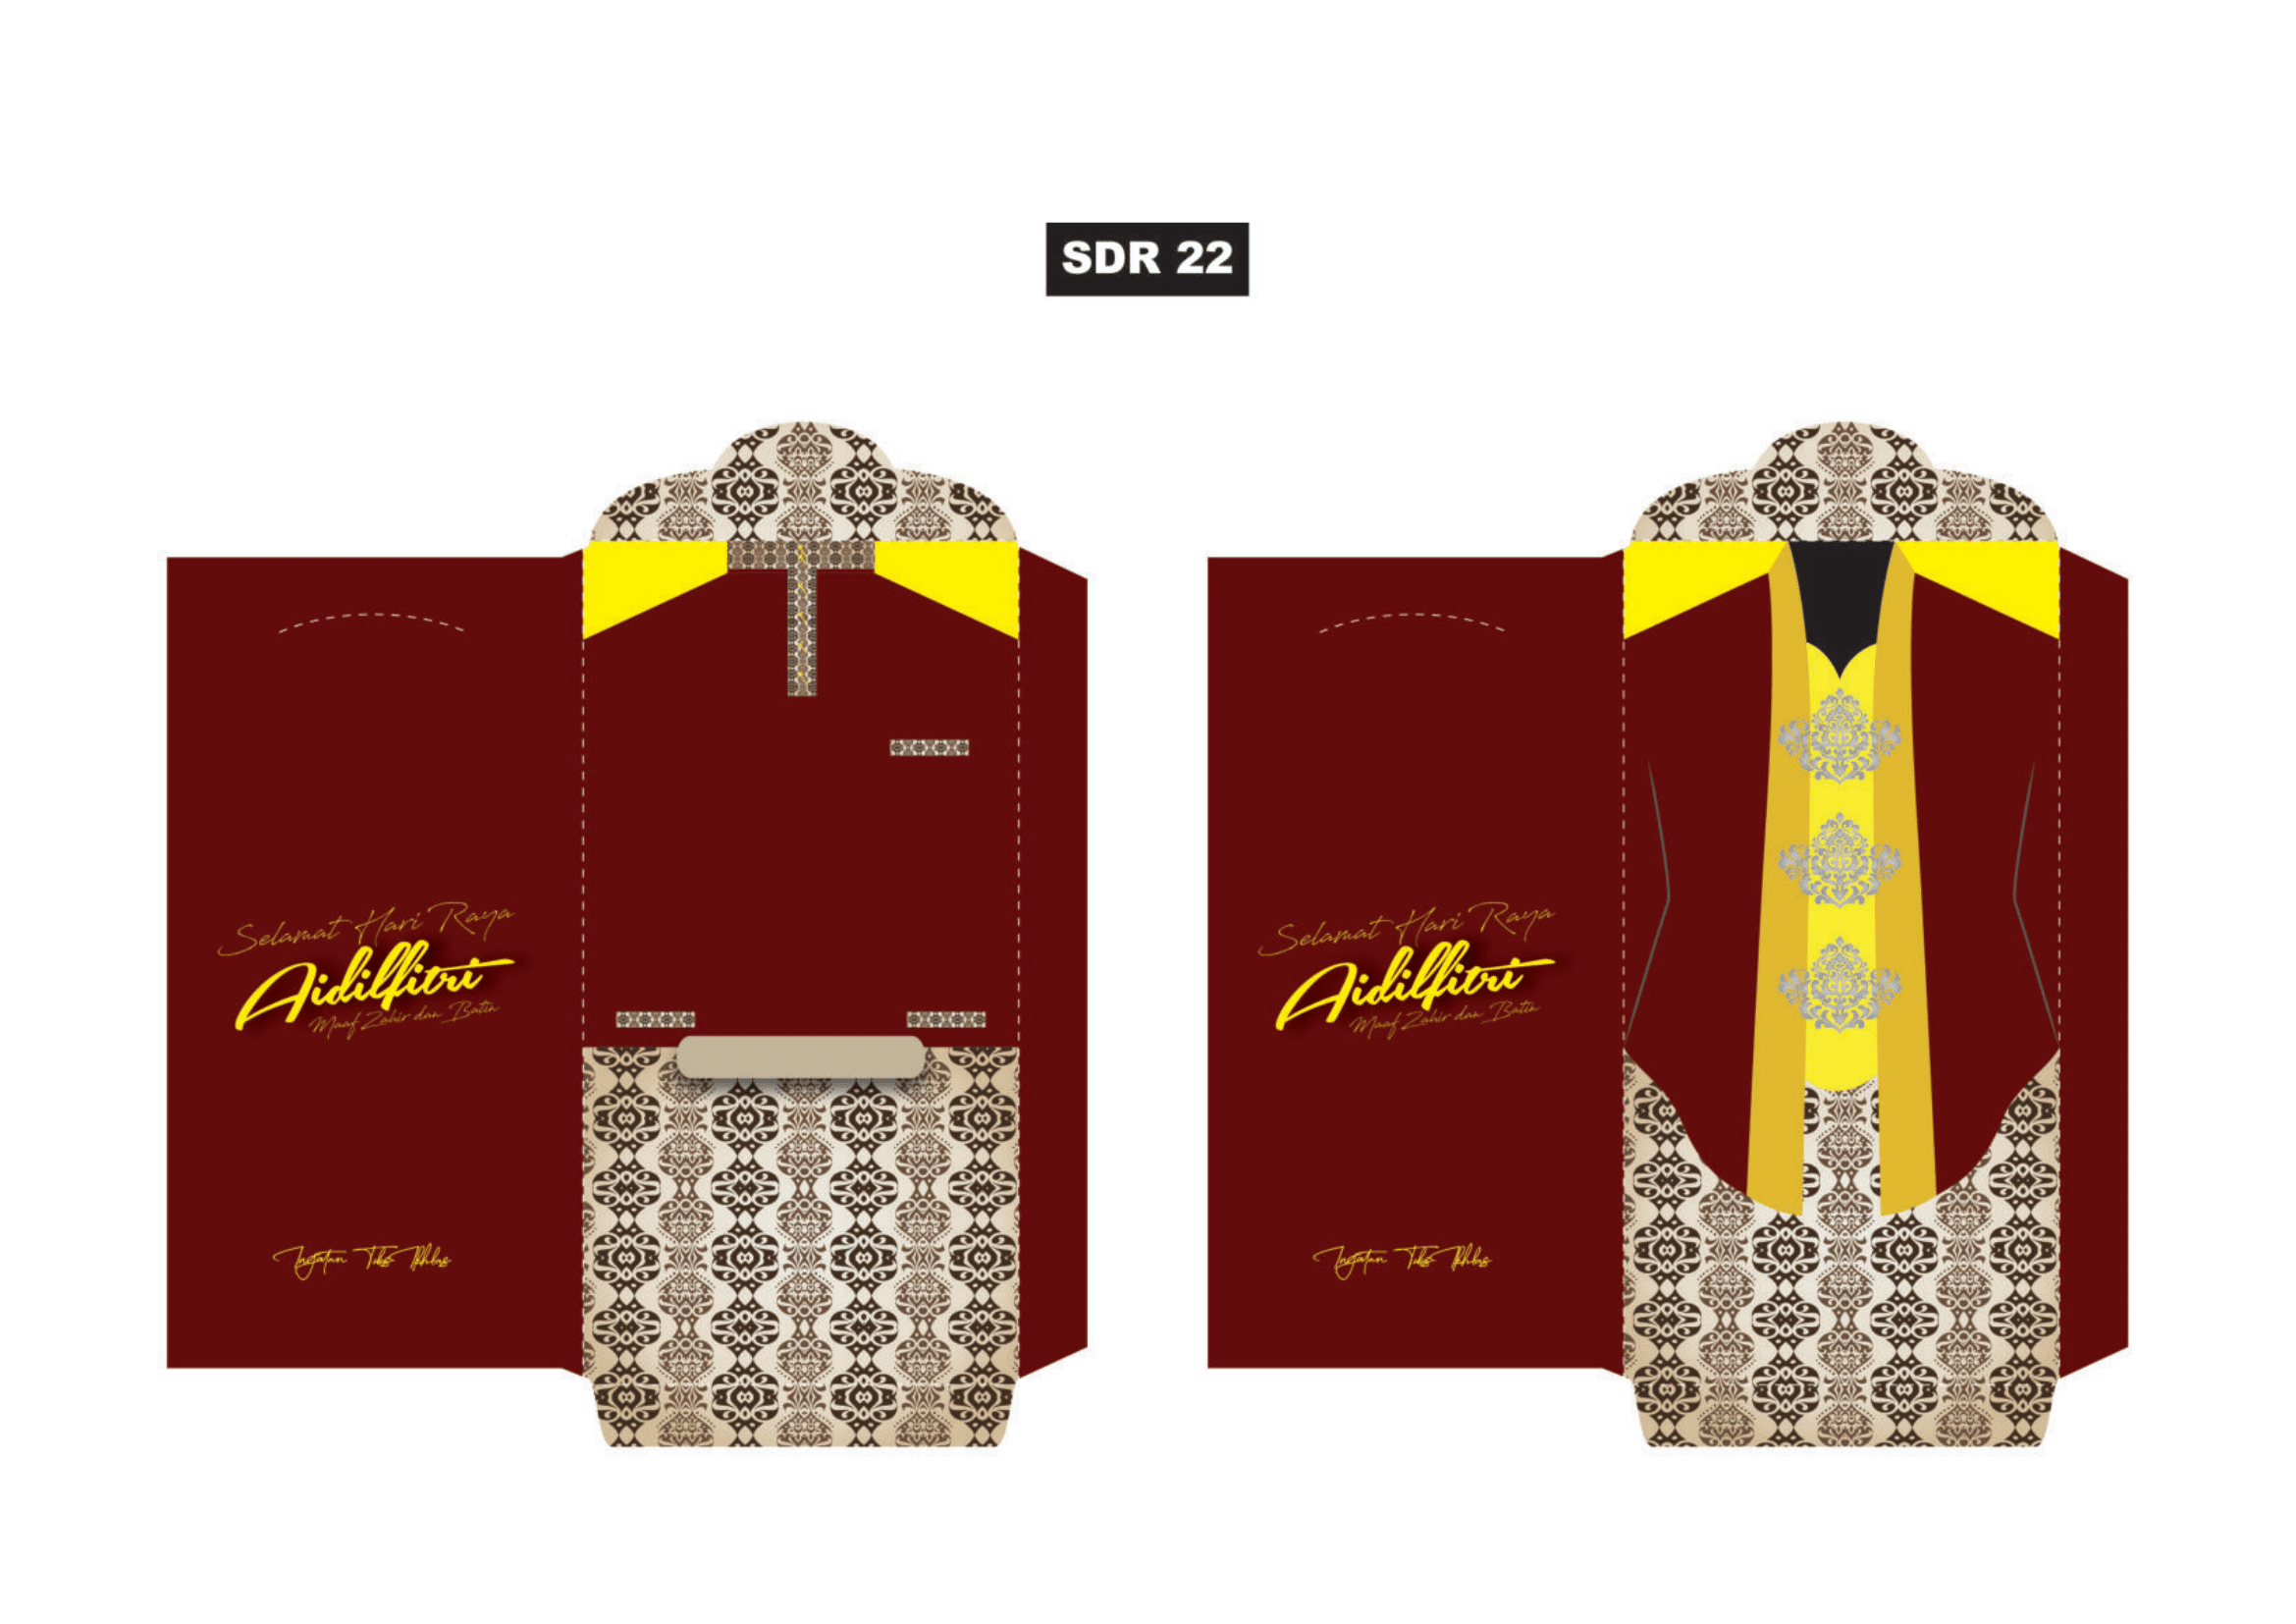 SDR 22
Selamat Hari Raya
Aidilfitri
Maaf Zahir dan Batin
Ingatan Tulus Ikhlas
Selamat Hari Raya
Aidilfitri
Maaf Zahir dan Batin
Ingatan Tulus Ikhlas